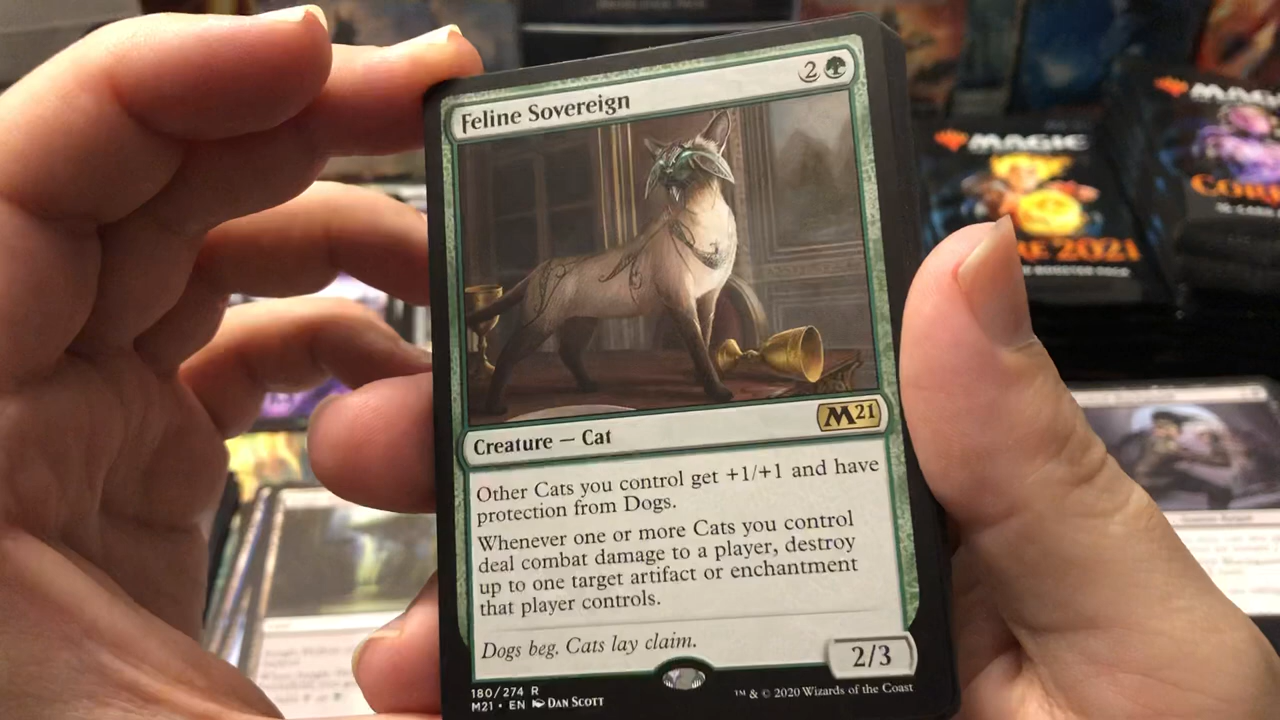 Feline Sovereign
2
Creature — Cat
M21
Other Cats you control get +1/+1 and have
protection from Dogs.
Whenever one or more Cats you control
deal combat damage to a player, destroy
up to one target artifact or enchantment
that player controls.
Dogs beg. Cats lay claim.
2/3
180/274 R
M21 • EN DAN SCOTT
™ & © 2020 Wizards of the Coast
MAGIC
2021